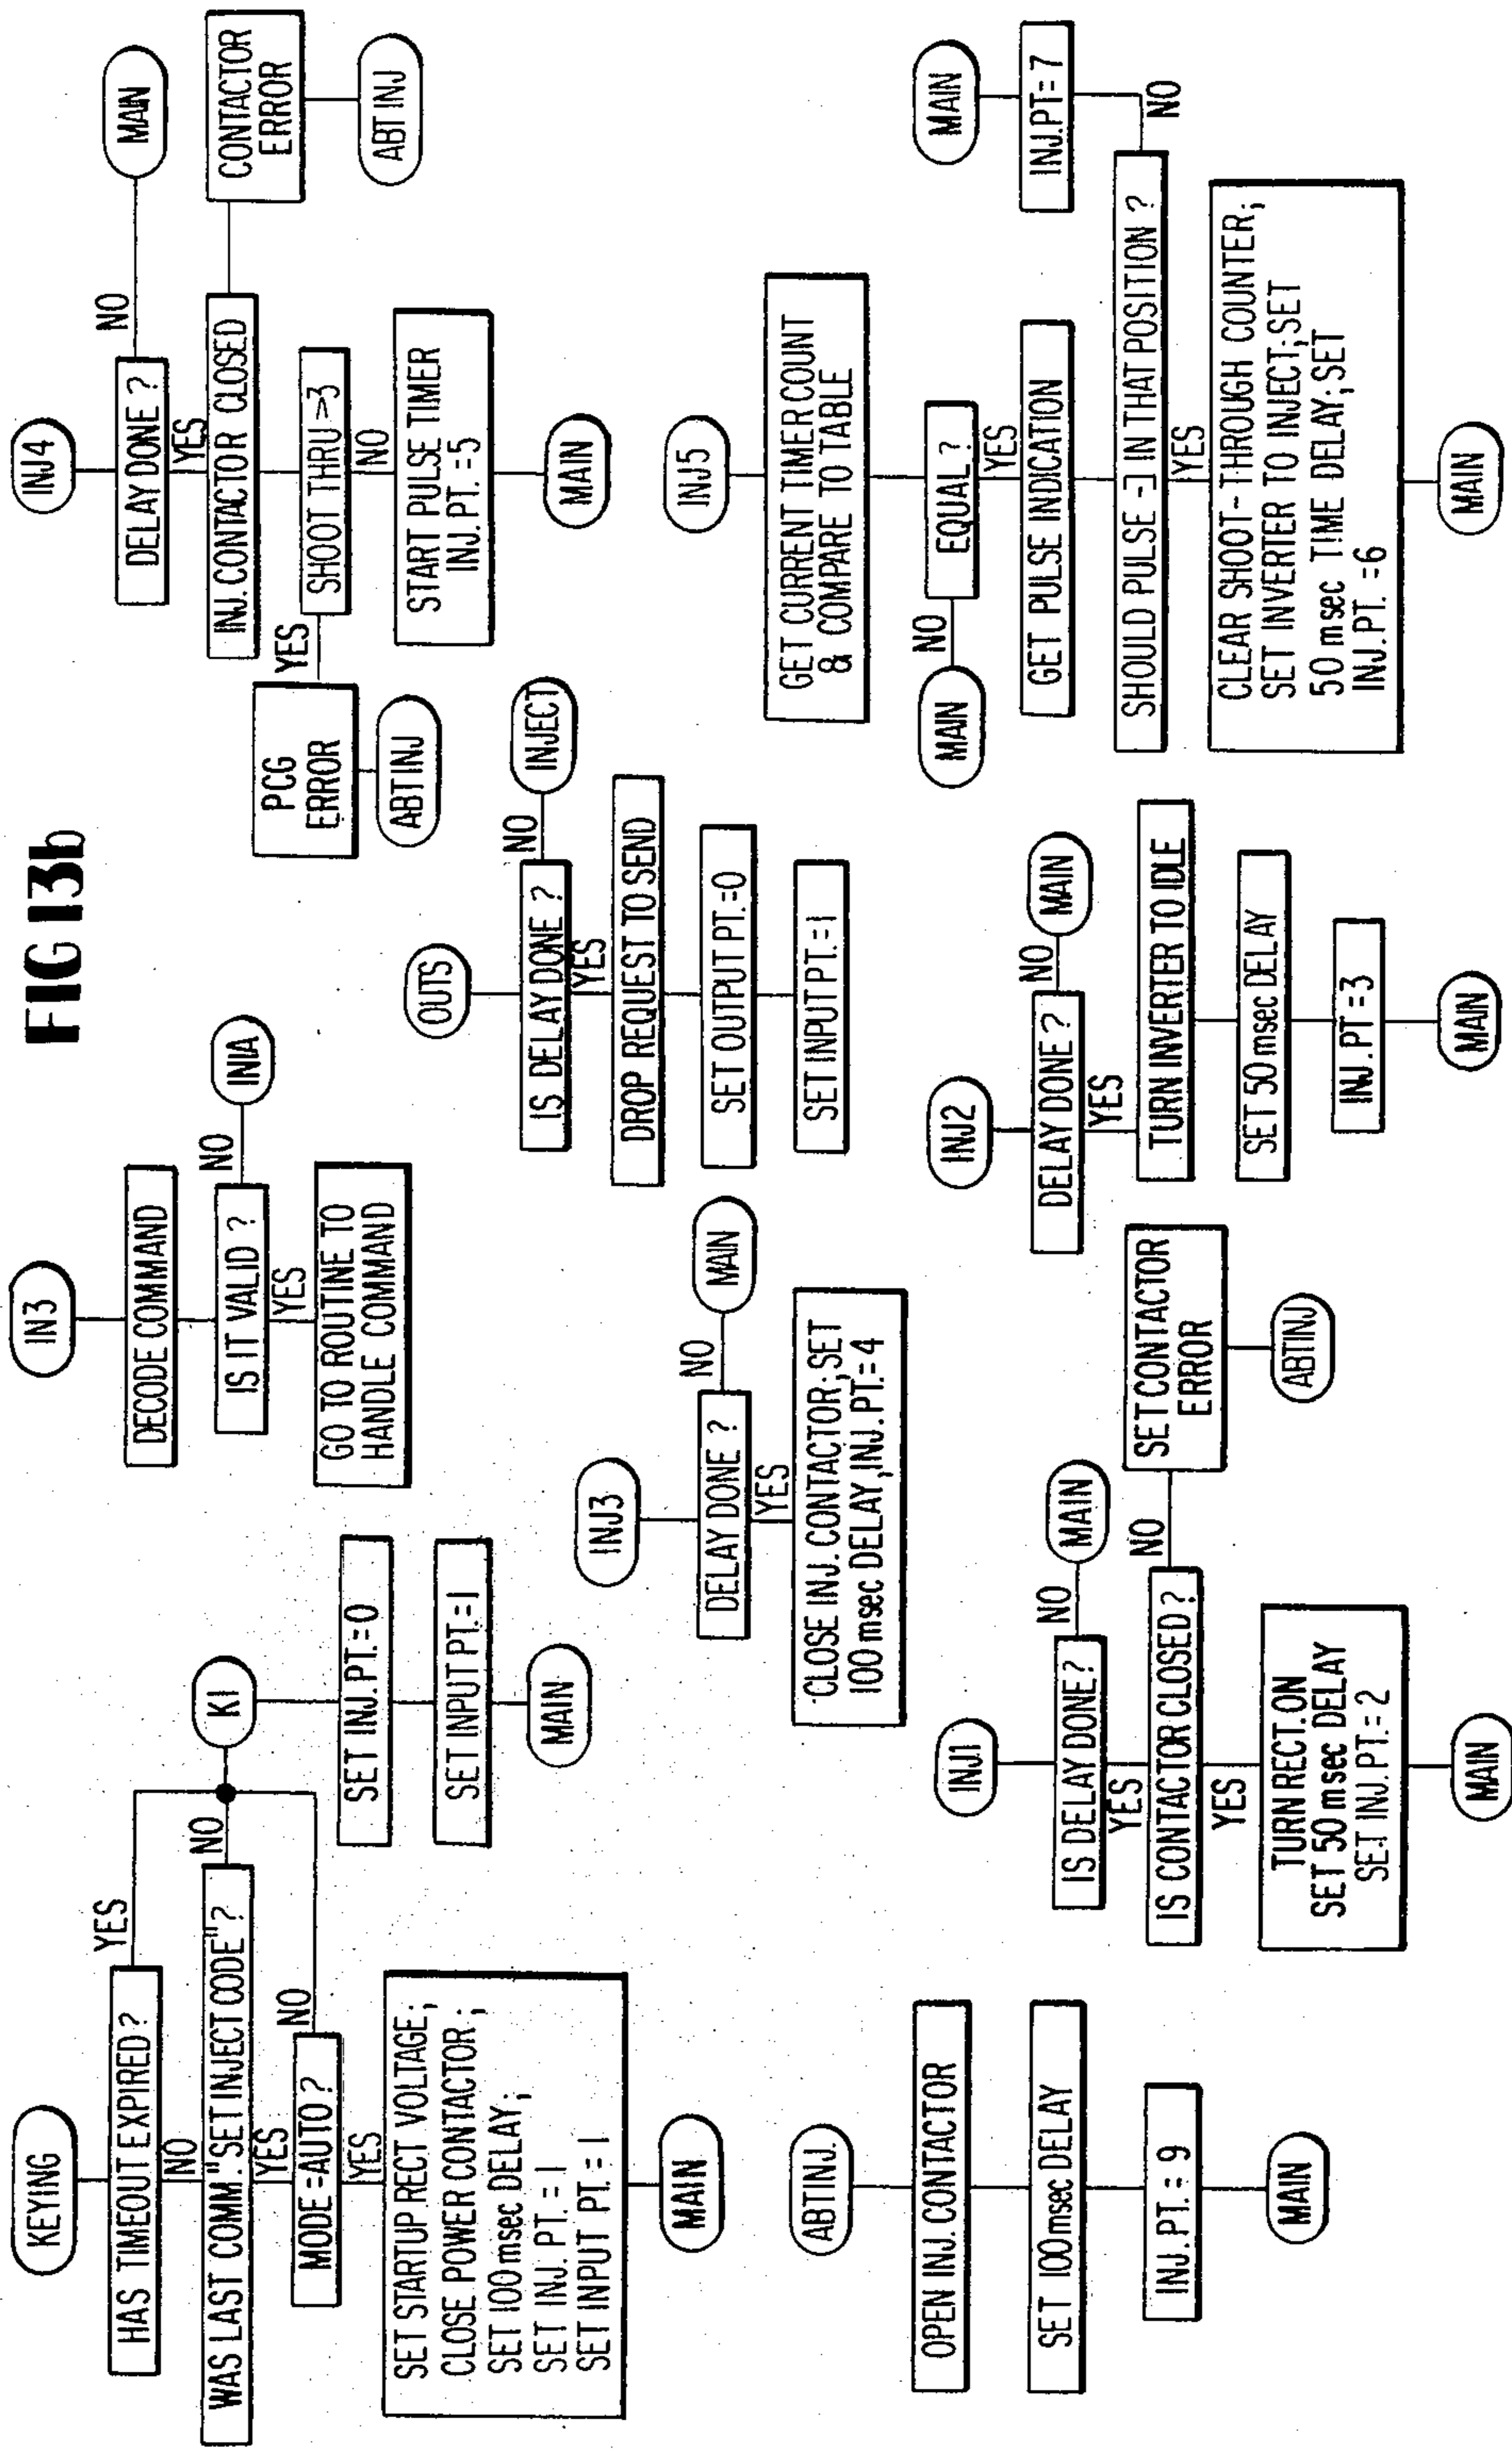 FIG 13b
KEYING
HAS TIMEOUT EXPIRED?
YES
NO
WAS LAST COMM. "SET INJECT CODE"?
NO
YES
MODE=AUTO?
NO
YES
SET STARTUP RECT VOLTAGE;
CLOSE POWER CONTACTOR;
SET 100msec DELAY;
SET INJ. PT. = 1
SET INPUT PT. = 1
MAIN
K1
SET INJ.PT.=0
SET INPUT PT.=1
MAIN
IN3
DECODE COMMAND
IS IT VALID ?
NO
INIA
YES
GO TO ROUTINE TO
HANDLE COMMAND
OUTS
IS DELAY DONE ?
NO
INJECT
YES
DROP REQUEST TO SEND
SET OUTPUT PT.=0
SET INPUT PT.=1
INJ4
DELAY DONE ?
NO
MAIN
YES
INJ. CONTACTOR CLOSED
CONTACTOR
ERROR
ABT INJ
SHOOT THRU >3
YES
PCG
ERROR
ABT INJ
NO
START PULSE TIMER
INJ. PT. =5
MAIN
INJ3
DELAY DONE ?
NO
MAIN
YES
CLOSE INJ. CONTACTOR; SET
100 msec DELAY, INJ. PT.= 4
ABTINJ.
OPEN INJ. CONTACTOR
SET 100msec DELAY
INJ. PT. = 9
MAIN
INJ1
IS DELAY DONE?
NO
MAIN
YES
IS CONTACTOR CLOSED?
NO
SET CONTACTOR
ERROR
ABTINJ
YES
TURN RECT. ON
SET 50 msec DELAY
SET INJ. PT.= 2
MAIN
INJ2
DELAY DONE ?
NO
MAIN
YES
TURN INVERTER TO IDLE
SET 50 msec DELAY
INJ. PT =3
MAIN
INJ5
GET CURRENT TIMER COUNT
& COMPARE TO TABLE
EQUAL ?
NO
MAIN
YES
GET PULSE INDICATION
SHOULD PULSE - IN THAT POSITION ?
NO
INJ.PT= 7
MAIN
YES
CLEAR SHOOT-THROUGH COUNTER;
SET INVERTER TO INJECT; SET
50 msec TIME DELAY; SET
INJ. PT. =6
MAIN